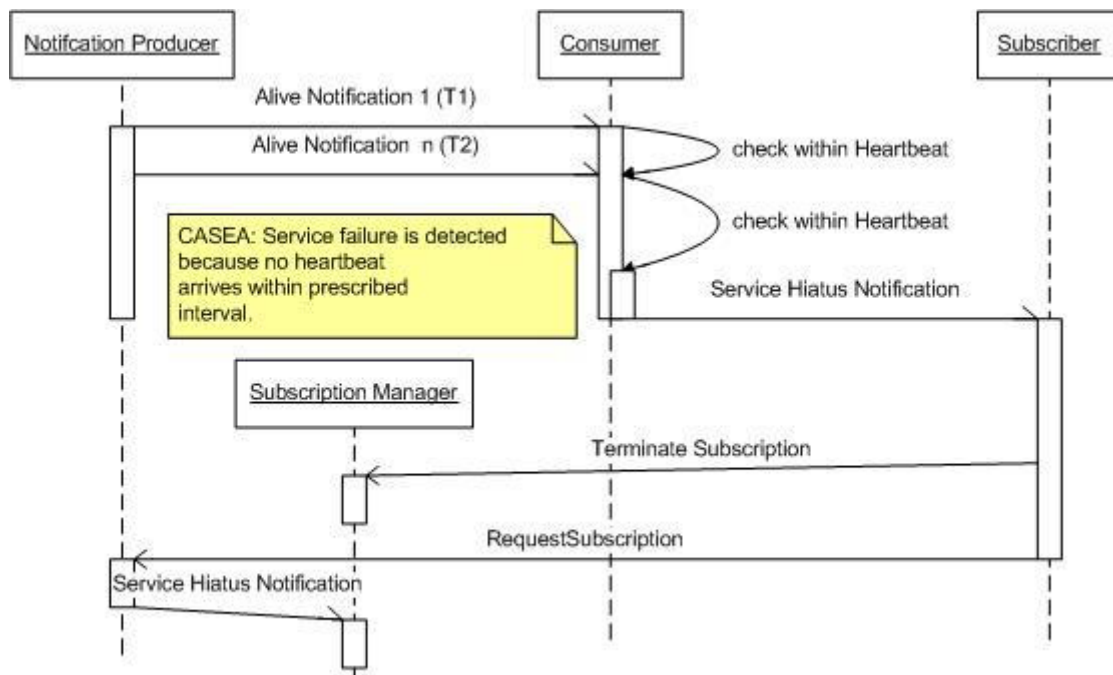 Notifcation Producer
Consumer
Subscriber
Alive Notification 1 (T1)
Alive Notification n (T2)
check within Heartbeat
check within Heartbeat
CASEA: Service failure is detected
because no heartbeat
arrives within prescribed
interval.
Service Hiatus Notification
Subscription Manager
Terminate Subscription
RequestSubscription
Service Hiatus Notification